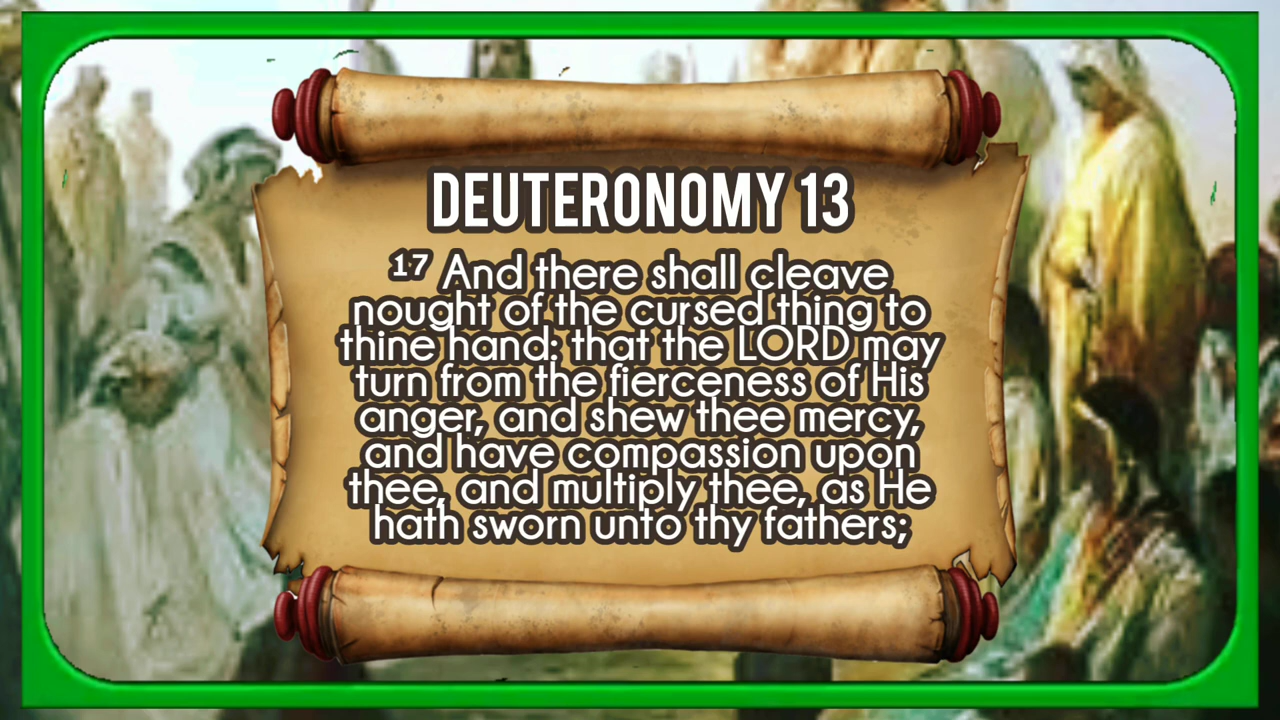 DEUTERONOMY 13
¹⁷ And there shall cleave
nought of the cursed thing to
thine hand: that the LORD may
turn from the fierceness of His
anger, and shew thee mercy,
and have compassion upon
thee, and multiply thee, as He
hath sworn unto thy fathers;